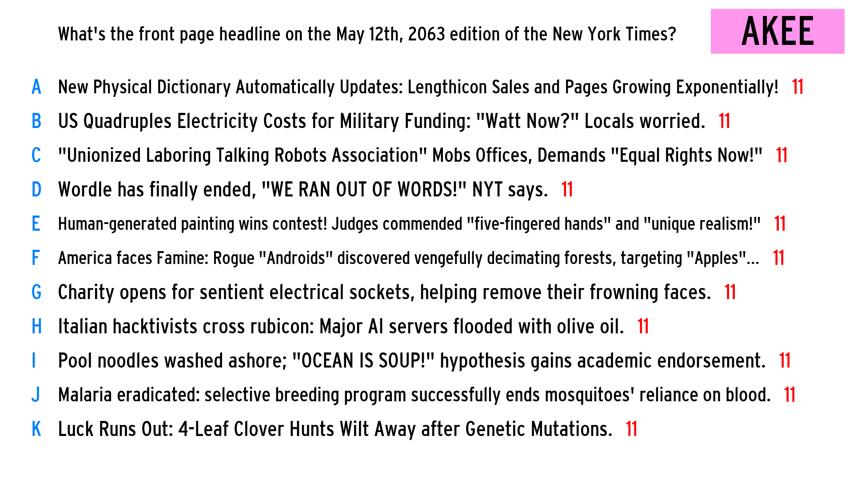 What's the front page headline on the May 12th, 2063 edition of the New York Times?
AKEE
A New Physical Dictionary Automatically Updates: Lengthicon Sales and Pages Growing Exponentially! 11
B US Quadruples Electricity Costs for Military Funding: "Watt Now?" Locals worried. 11
C "Unionized Laboring Talking Robots Association" Mobs Offices, Demands "Equal Rights Now!" 11
D Wordle has finally ended, "WE RAN OUT OF WORDS!" NYT says. 11
E Human-generated painting wins contest! Judges commended "five-fingered hands" and "unique realism!" 11
F America faces Famine: Rogue "Androids" discovered vengefully decimating forests, targeting "Apples"... 11
G Charity opens for sentient electrical sockets, helping remove their frowning faces. 11
H Italian hacktivists cross rubicon: Major AI servers flooded with olive oil. 11
I Pool noodles washed ashore; "OCEAN IS SOUP!" hypothesis gains academic endorsement. 11
J Malaria eradicated: selective breeding program successfully ends mosquitoes' reliance on blood. 11
K Luck Runs Out: 4-Leaf Clover Hunts Wilt Away after Genetic Mutations. 11